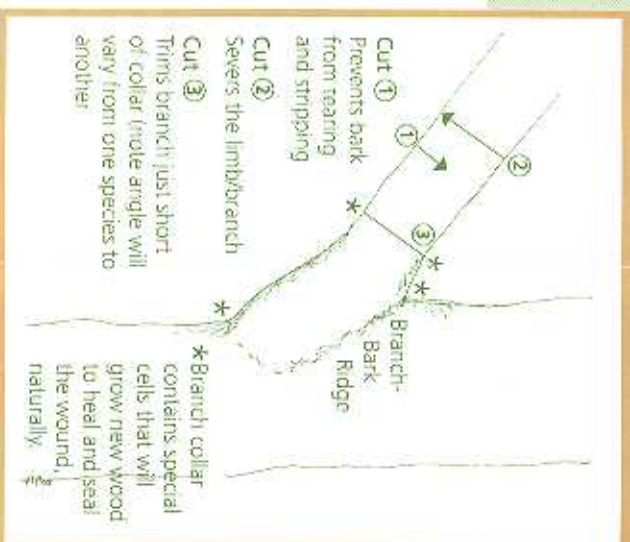 Cut ①
Prevents bark
from tearing
and stripping
Cut ②
Severs the limb/branch
Cut ③
Trims branch just short
of collar (note angle will
vary from one species to
another
①
②
③
*
*
*
*
Branch-
Bark
Ridge
*Branch collar
contains special
cells that will
grow new wood
to heal and seal
the wound,
naturally.